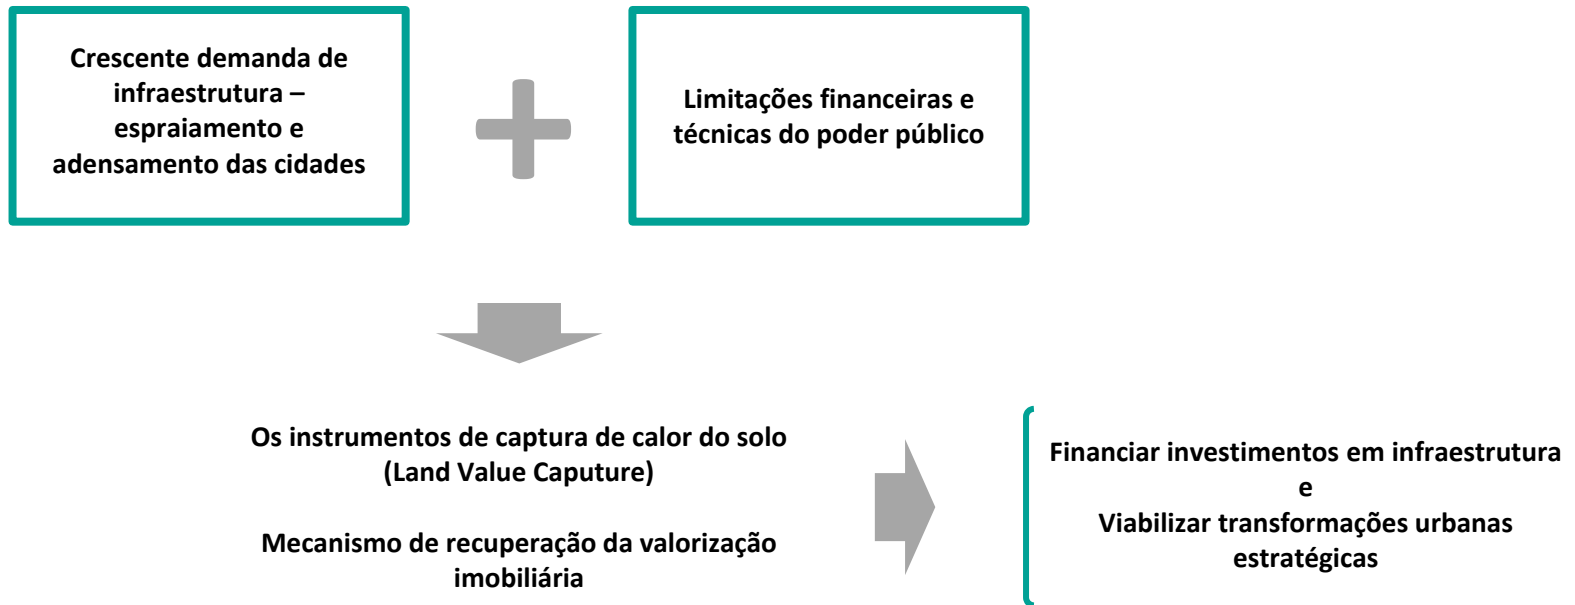 Crescente demanda de
infraestrutura –
espraiamento e
adensamento das cidades
Limitações financeiras e
técnicas do poder público
Os instrumentos de captura de calor do solo
(Land Value Caputure)
Mecanismo de recuperação da valorização
imobiliária
Financiar investimentos em infraestrutura
e
Viabilizar transformações urbanas
estratégicas